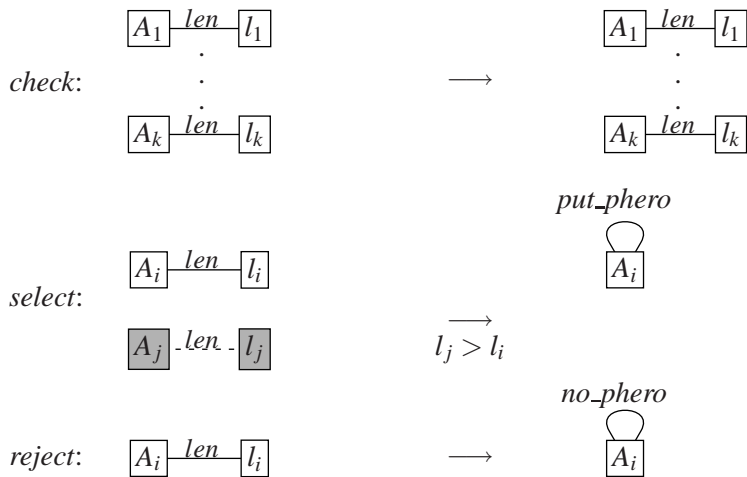 A₁ len l₁ A₁ len l₁
check: ⟶
Aₖ len lₖ Aₖ len lₖ
put_phero
Aᵢ len lᵢ Aᵢ
select: ⟶
Aⱼ len lⱼ lⱼ > lᵢ
no_phero
reject: Aᵢ len lᵢ ⟶ Aᵢ